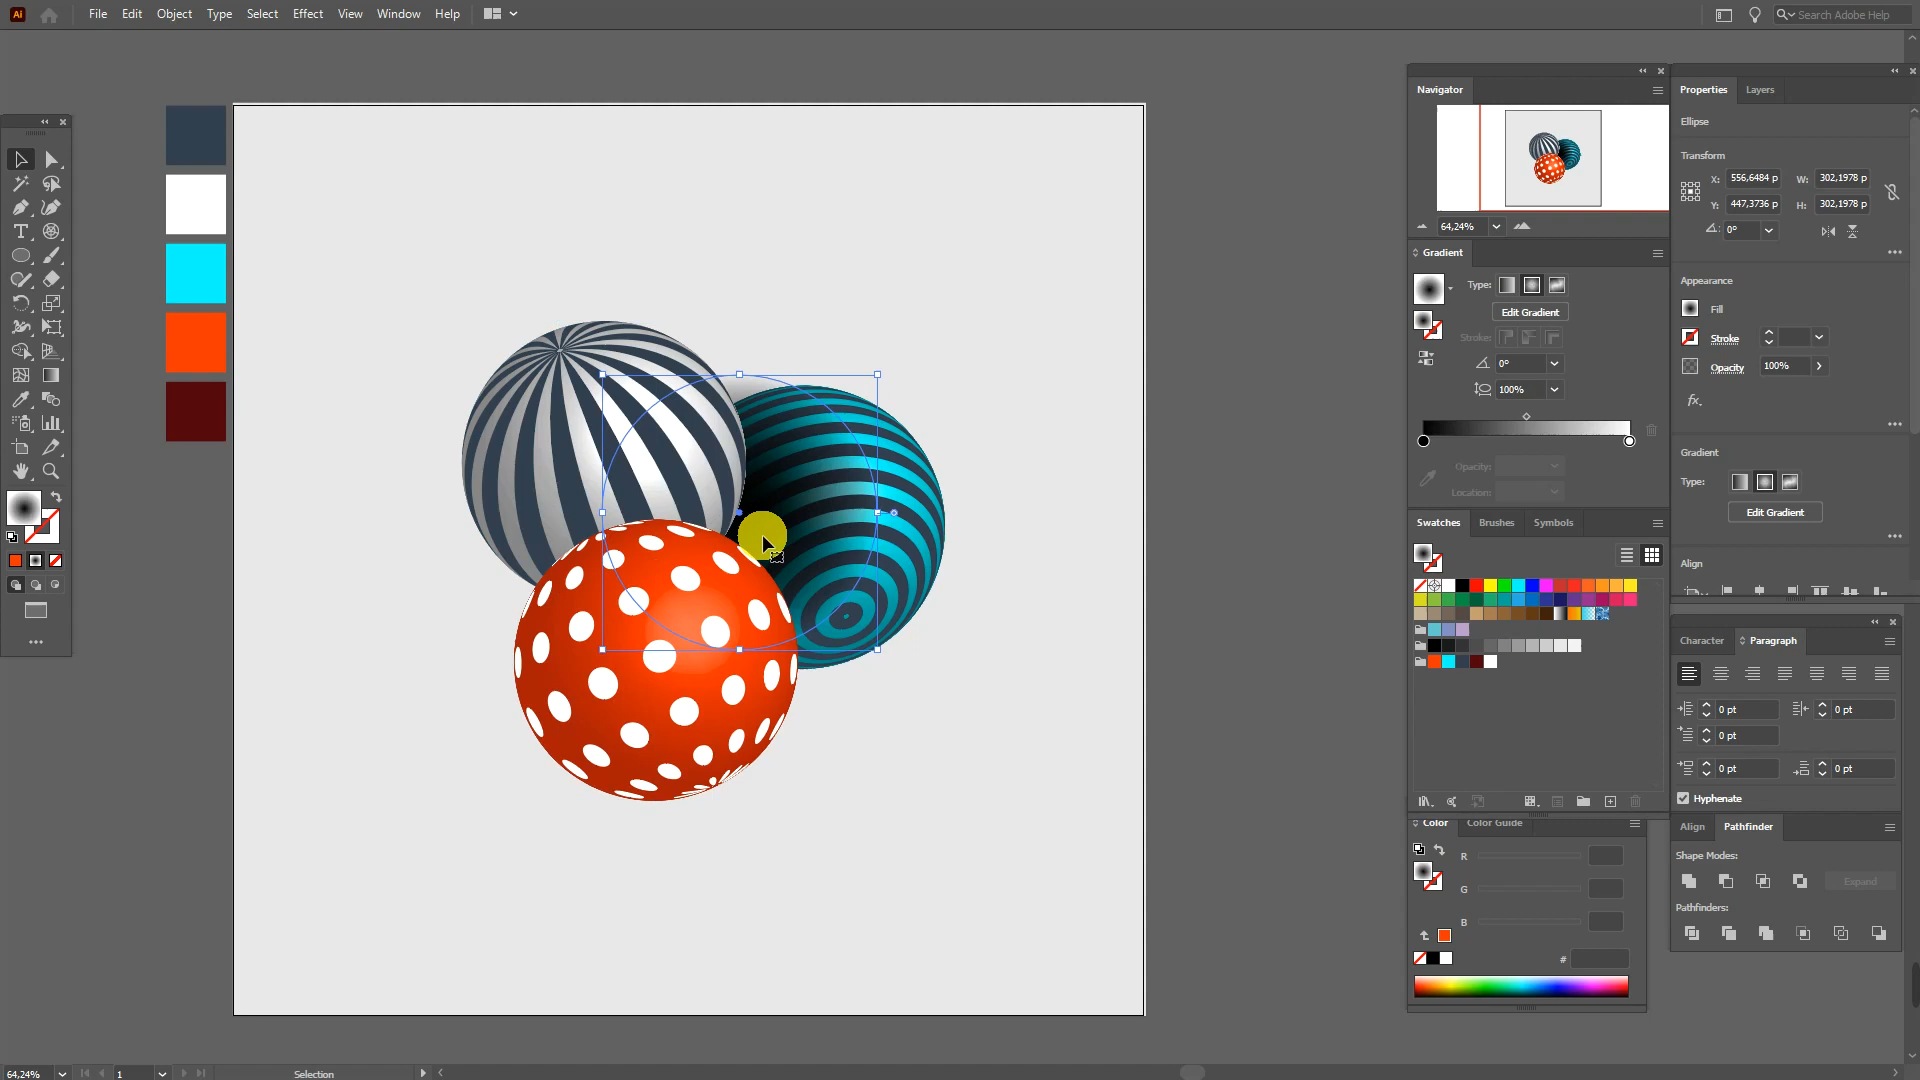 Ai
File Edit Object Type Select Effect View Window Help
Search Adobe Help
Navigator
64,24%
Gradient
Type:
Edit Gradient
Stroke:
0°
100%
Opacity:
Location:
Swatches Brushes Symbols
Color Color Guide
R
G
B
#
Properties Layers
Ellipse
Transform
X: 556,6484 p W: 302,1978 p
Y: 447,3736 p H: 302,1978 p
0°
Appearance
Fill
Stroke
Opacity 100%
fx.
Gradient
Type:
Edit Gradient
Align
Character Paragraph
0 pt 0 pt
0 pt
0 pt 0 pt
Hyphenate
Align Pathfinder
Shape Modes:
Expand
Pathfinders:
64,24% 1 Selection